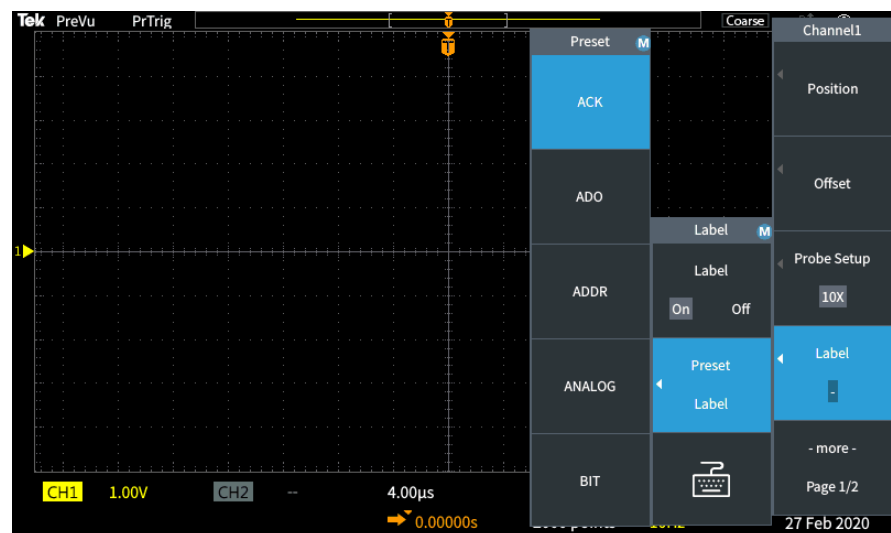 Tek PreVu PrTrig Coarse
T
1
CH1 1.00V CH2 -- 4.00µs
0.00000s 27 Feb 2020
Preset M
ACK
ADO
ADDR
ANALOG
BIT
Label M
Label
On Off
Preset
Label
Channel1
Position
Offset
Probe Setup
10X
Label
-
- more -
Page 1/2